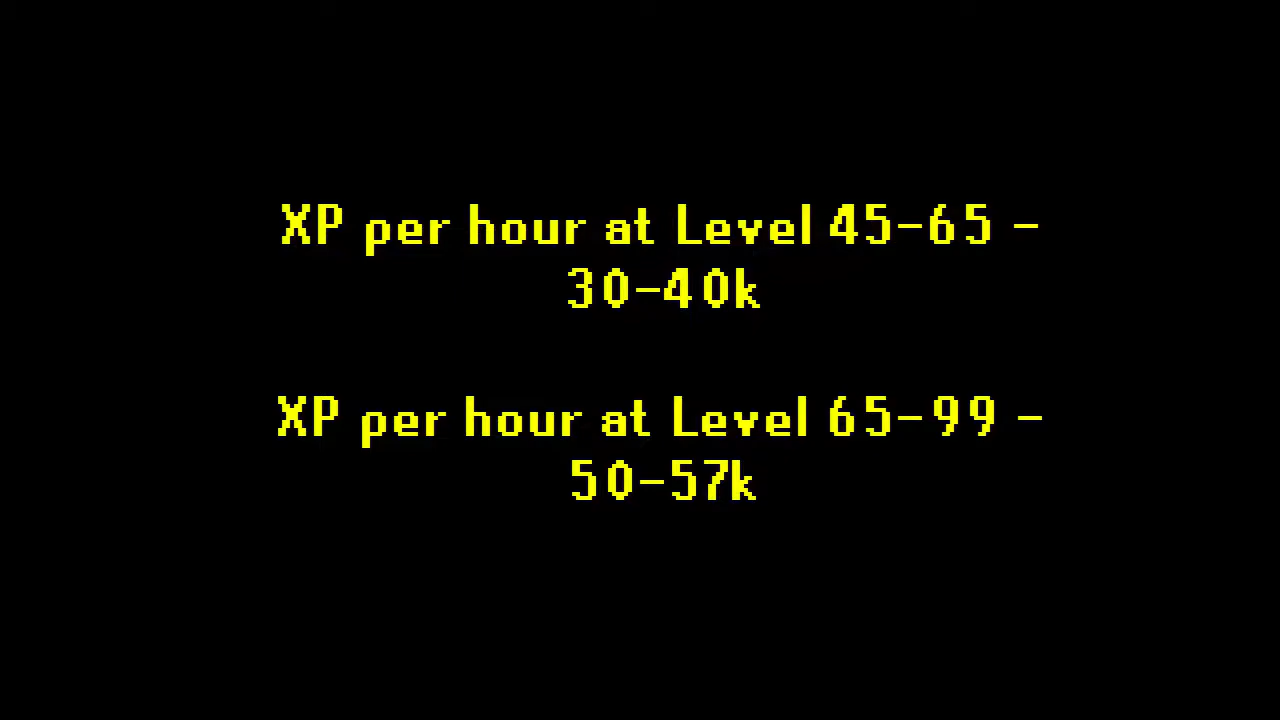 XP per hour at Level 45-65 -
30-40k
XP per hour at Level 65-99 -
50-57k